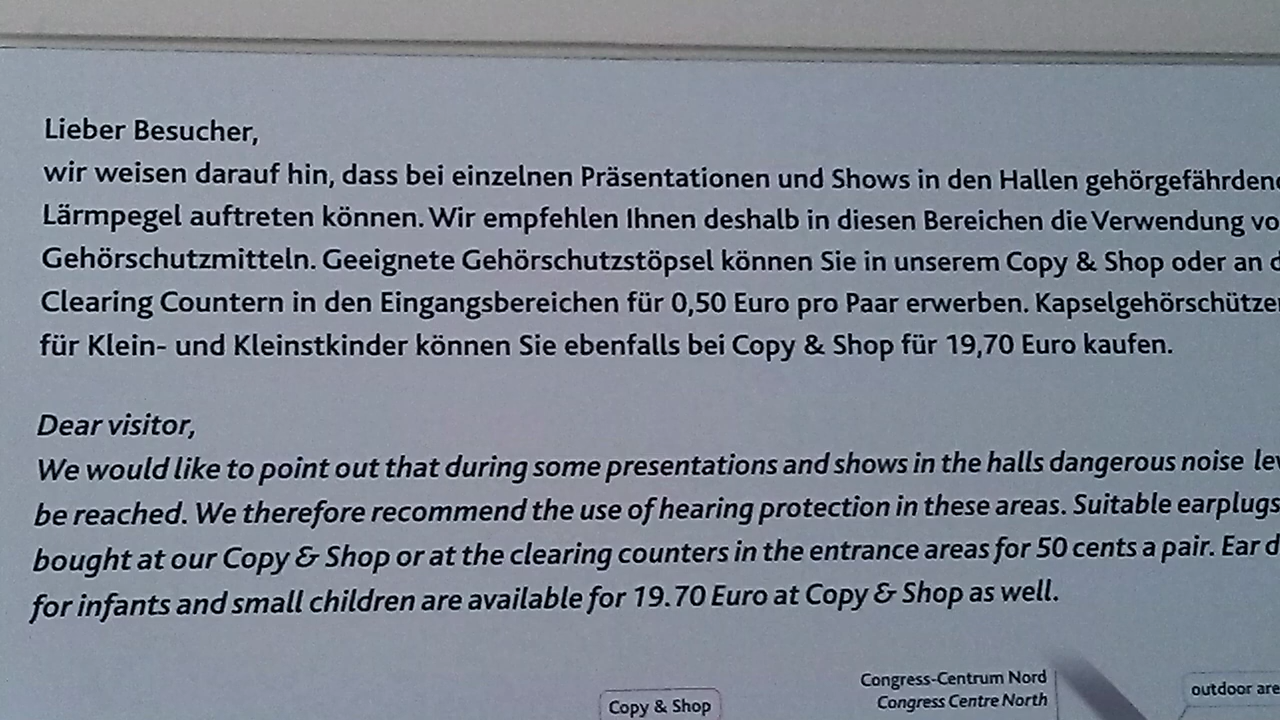 Lieber Besucher,
wir weisen darauf hin, dass bei einzelnen Präsentationen und Shows in den Hallen
Lärmpegel auftreten können. Wir empfehlen Ihnen deshalb in diesen Bereichen die Verwendung
Gehörschutzmitteln. Geeignete Gehörschutzstöpsel können Sie in unserem Copy & Shop oder an
Clearing Countern in den Eingangsbereichen für 0,50 Euro pro Paar erwerben.
für Klein- und Kleinstkinder können Sie ebenfalls bei Copy & Shop für 19,70 Euro kaufen.
Dear visitor,
We would like to point out that during some presentations and shows in the halls dangerous noise
be reached. We therefore recommend the use of hearing protection in these areas. Suitable earplugs
bought at our Copy & Shop or at the clearing counters in the entrance areas for 50 cents a pair. Ear
for infants and small children are available for 19.70 Euro at Copy & Shop as well.
Copy & Shop
Congress-Centrum Nord
Congress Centre North
outdoor